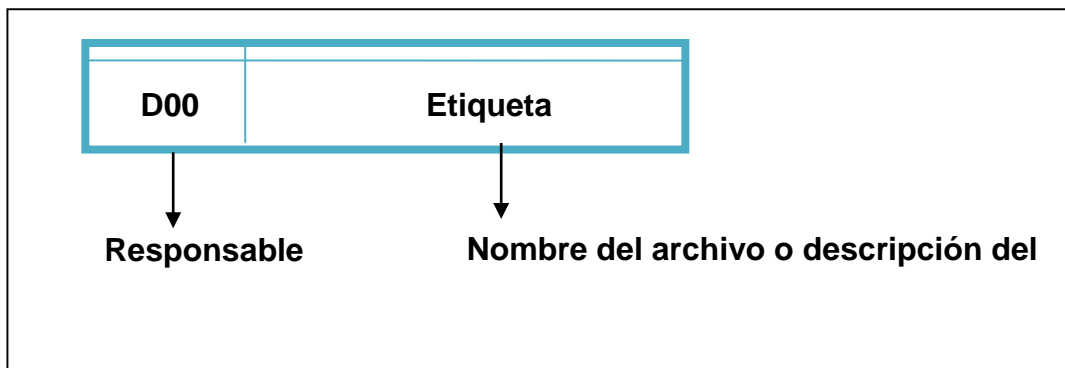 D00 Etiqueta
Responsable Nombre del archivo o descripción del